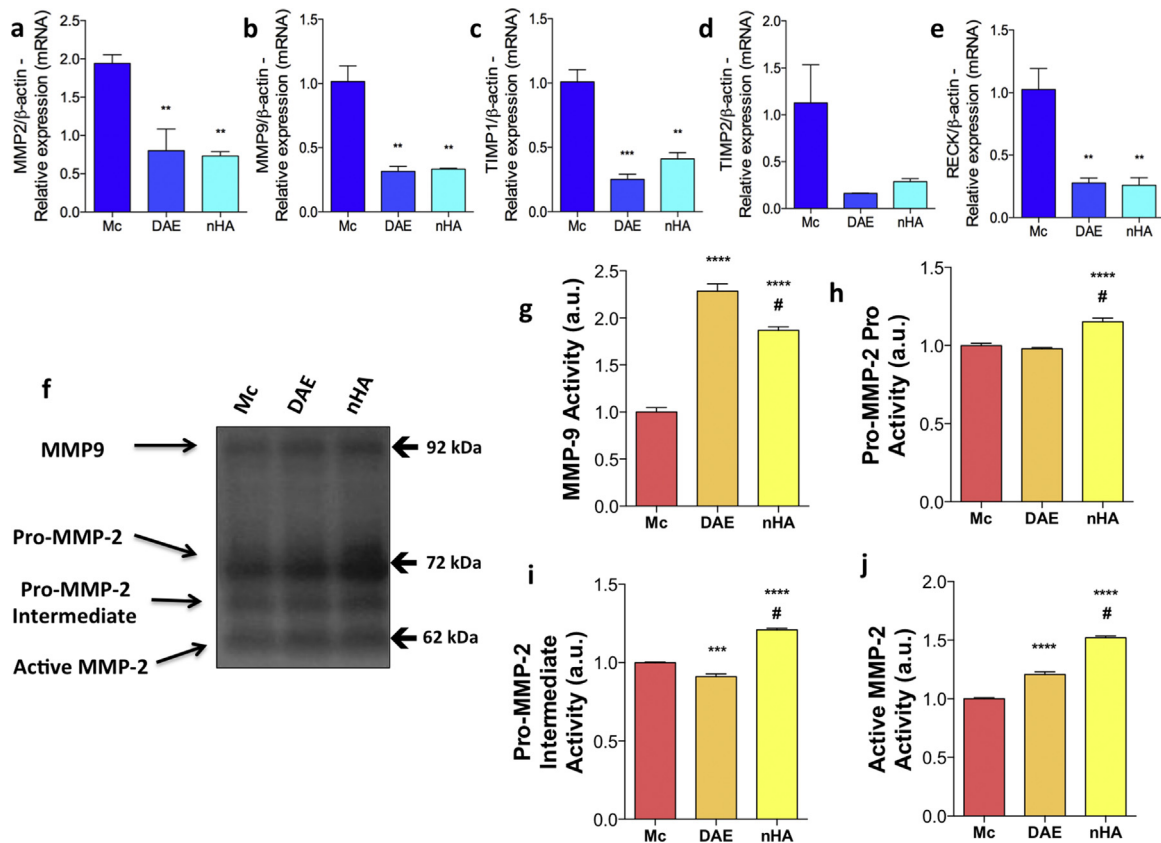 a
MMP2/β-actin -
Relative expression (mRNA)
2.5
2.0
1.5
1.0
0.5
0.0
**
**
Mc DAE nHA
b
MMP9/β-actin -
Relative expression (mRNA)
1.5
1.0
0.5
0.0
**
**
Mc DAE nHA
c
TIMP1/β-actin -
Relative expression (mRNA)
1.5
1.0
0.5
0.0
***
**
Mc DAE nHA
d
TIMP2/β-actin -
Relative expression (mRNA)
2.0
1.5
1.0
0.5
0.0
Mc DAE nHA
e
RECK/β-actin -
Relative expression (mRNA)
1.5
1.0
0.5
0.0
**
**
Mc DAE nHA
f
Mc DAE nHA
MMP9
92 kDa
Pro-MMP-2
72 kDa
Pro-MMP-2
Intermediate
Active MMP-2
62 kDa
g
MMP-9 Activity (a.u.)
2.5
2.0
1.5
1.0
0.5
0.0
****
****
#
Mc DAE nHA
h
Pro-MMP-2 Pro
Activity (a.u.)
1.5
1.0
0.5
0.0
****
#
Mc DAE nHA
i
Pro-MMP-2
Intermediate
Activity (a.u.)
1.5
1.0
0.5
0.0
***
****
#
Mc DAE nHA
j
Active MMP-2
Activity (a.u.)
2.0
1.5
1.0
0.5
0.0
****
****
#
Mc DAE nHA